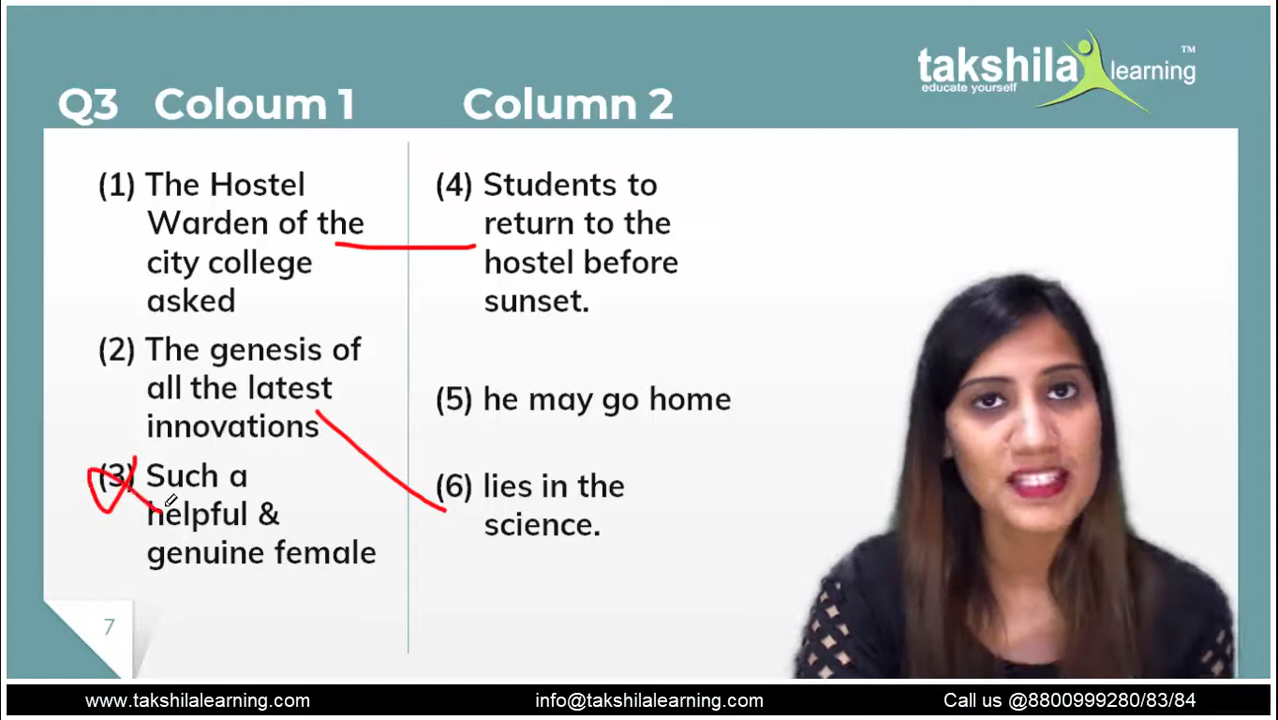 takshila learning ™
educate yourself
Q3 Coloum 1 Column 2
(1) The Hostel
Warden of the
city college
asked
(2) The genesis of
all the latest
innovations
(3) Such a
helpful &
genuine female
(4) Students to
return to the
hostel before
sunset.
(5) he may go home
(6) lies in the
science.
7
www.takshilalearning.com info@takshilalearning.com Call us @8800999280/83/84